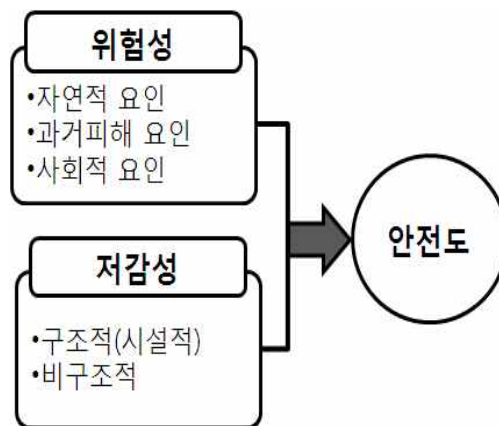 위험성
•자연적 요인
•과거피해 요인
•사회적 요인
저감성
•구조적(시설적)
•비구조적
안전도